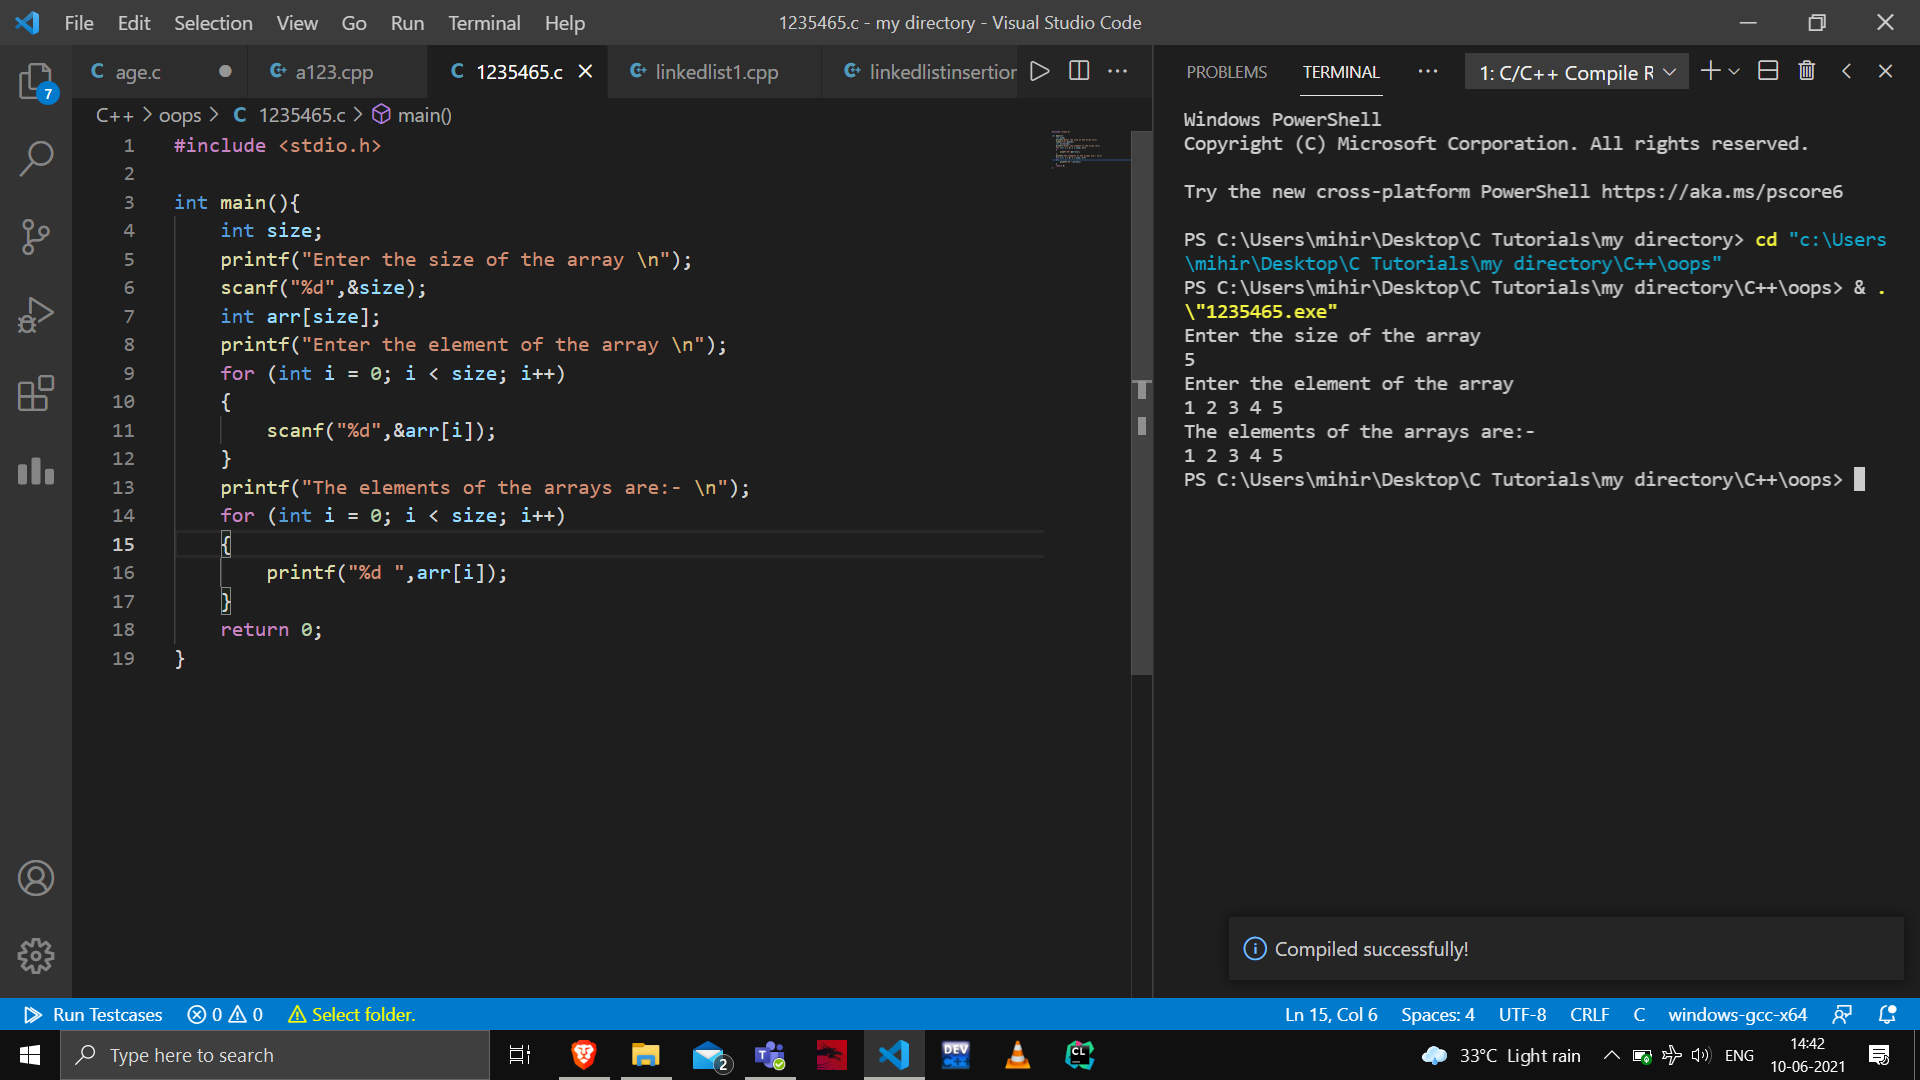 File Edit Selection View Go Run Terminal Help
1235465.c - my directory - Visual Studio Code
7
C age.c
a123.cpp
C 1235465.c
linkedlist1.cpp
linkedlistinsertior
C++ > oops > C 1235465.c > main()
1 #include <stdio.h>
2
3 int main(){
4     int size;
5     printf("Enter the size of the array \n");
6     scanf("%d",&size);
7     int arr[size];
8     printf("Enter the element of the array \n");
9     for (int i = 0; i < size; i++)
10     {
11         scanf("%d",&arr[i]);
12     }
13     printf("The elements of the arrays are:- \n");
14     for (int i = 0; i < size; i++)
15     {
16         printf("%d ",arr[i]);
17     }
18     return 0;
19 }
PROBLEMS TERMINAL ··· 1: C/C++ Compile R
Windows PowerShell
Copyright (C) Microsoft Corporation. All rights reserved.
Try the new cross-platform PowerShell https://aka.ms/pscore6
PS C:\Users\mihir\Desktop\C Tutorials\my directory> cd "c:\Users
\mihir\Desktop\C Tutorials\my directory\C++\oops"
PS C:\Users\mihir\Desktop\C Tutorials\my directory\C++\oops> & .
\"1235465.exe"
Enter the size of the array
5
Enter the element of the array
1 2 3 4 5
The elements of the arrays are:-
1 2 3 4 5
PS C:\Users\mihir\Desktop\C Tutorials\my directory\C++\oops>
Compiled successfully!
Run Testcases 0 0 Select folder.
Ln 15, Col 6 Spaces: 4 UTF-8 CRLF C windows-gcc-x64
Type here to search
2
DEV
C++
CL
33°C Light rain
ENG
14:42
10-06-2021